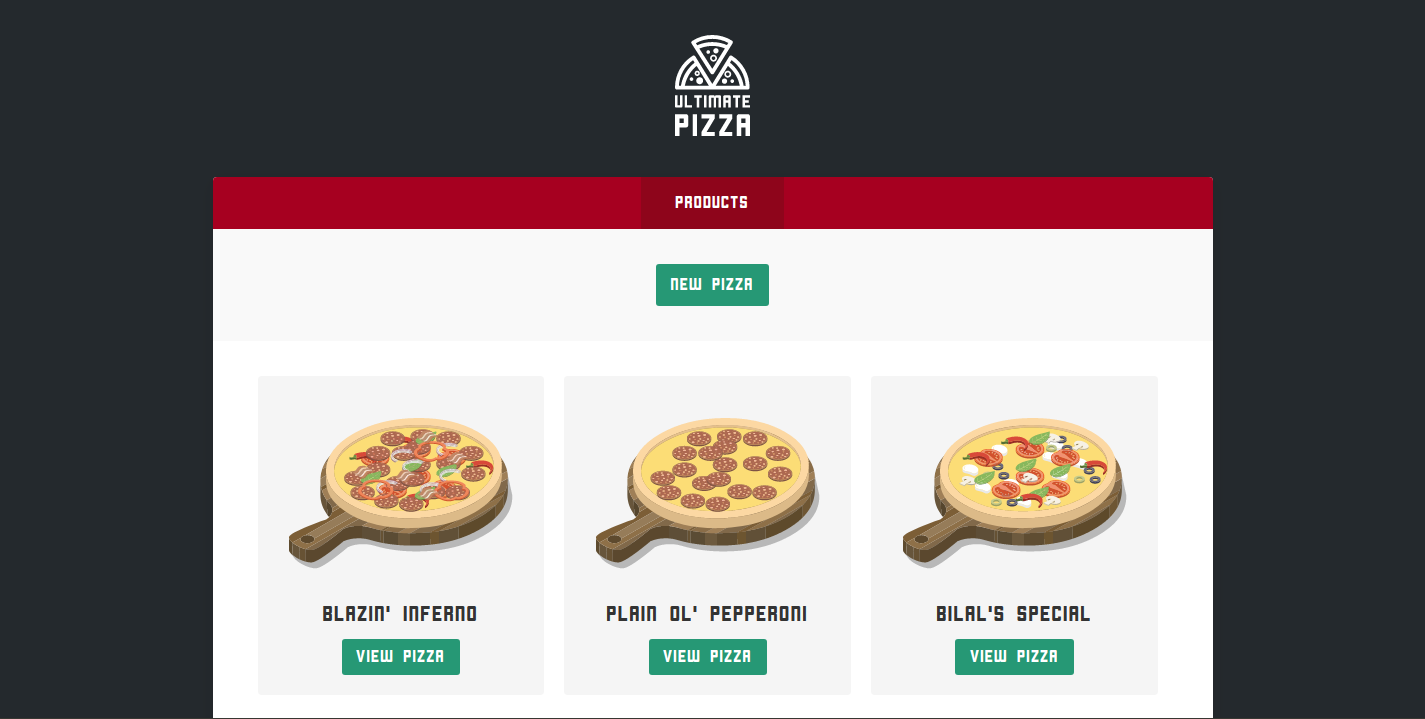 ULTIMATE
PIZZA
PRODUCTS
NEW PIZZA
BLAZIN' INFERNO
PLAIN OL' PEPPERONI
BILAL'S SPECIAL
VIEW PIZZA
VIEW PIZZA
VIEW PIZZA